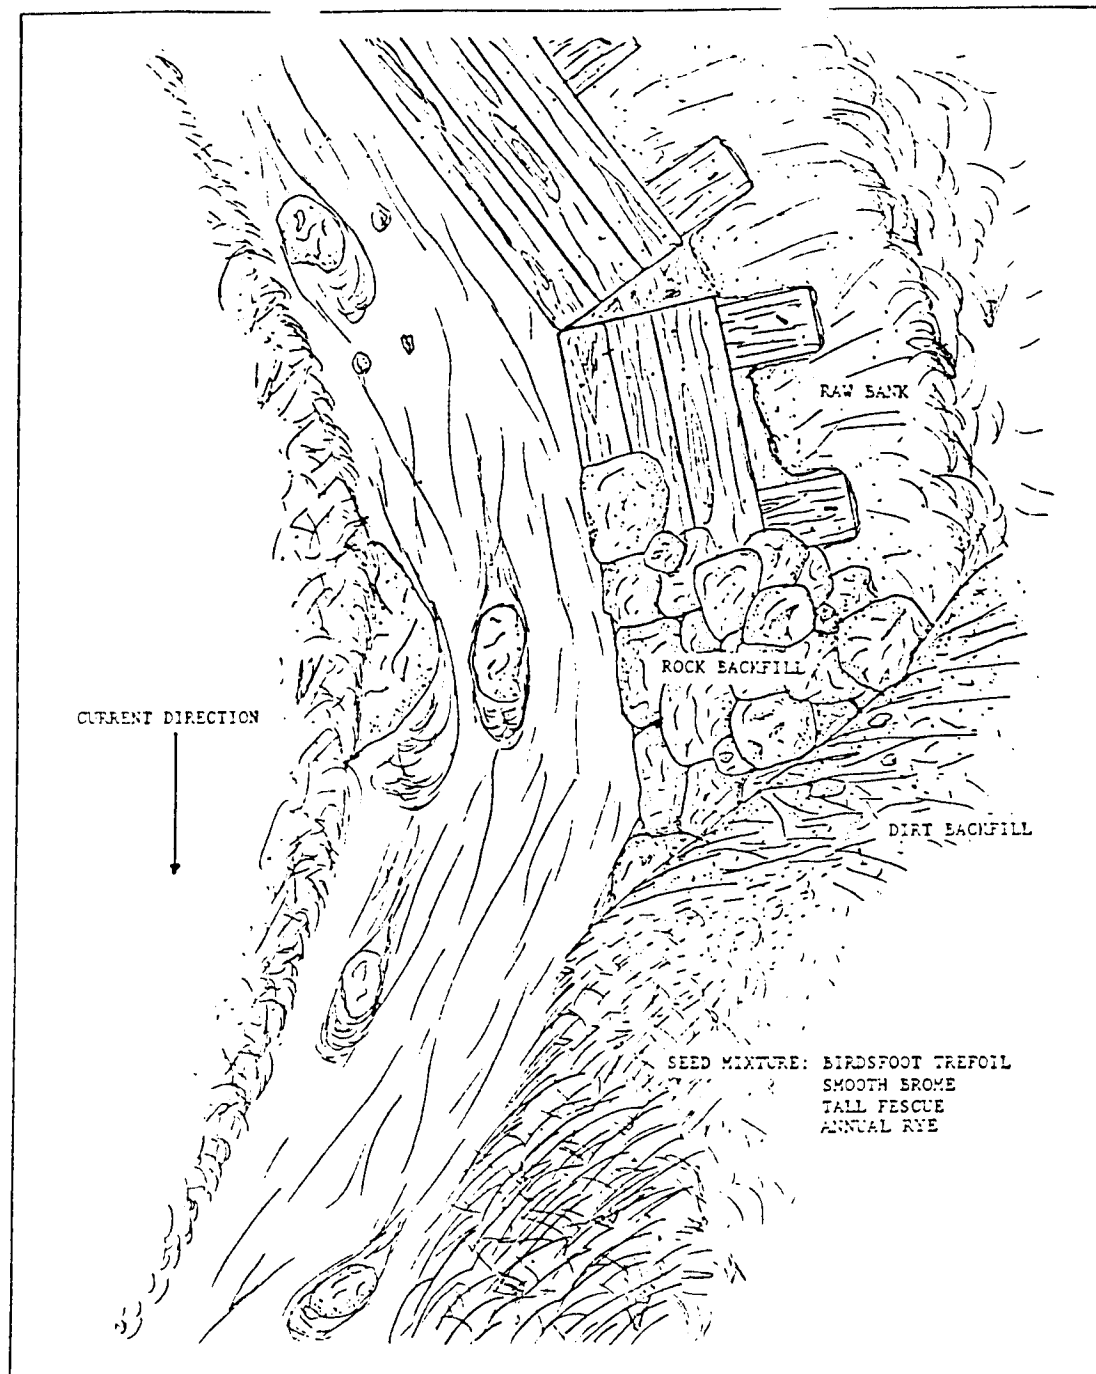 RAW BANK
ROCK BACKFILL
CURRENT DIRECTION
DIRT BACKFILL
SEED MIXTURE: BIRDSFOOT TREFOIL
SMOOTH BROME
TALL FESCUE
ANNUAL RYE